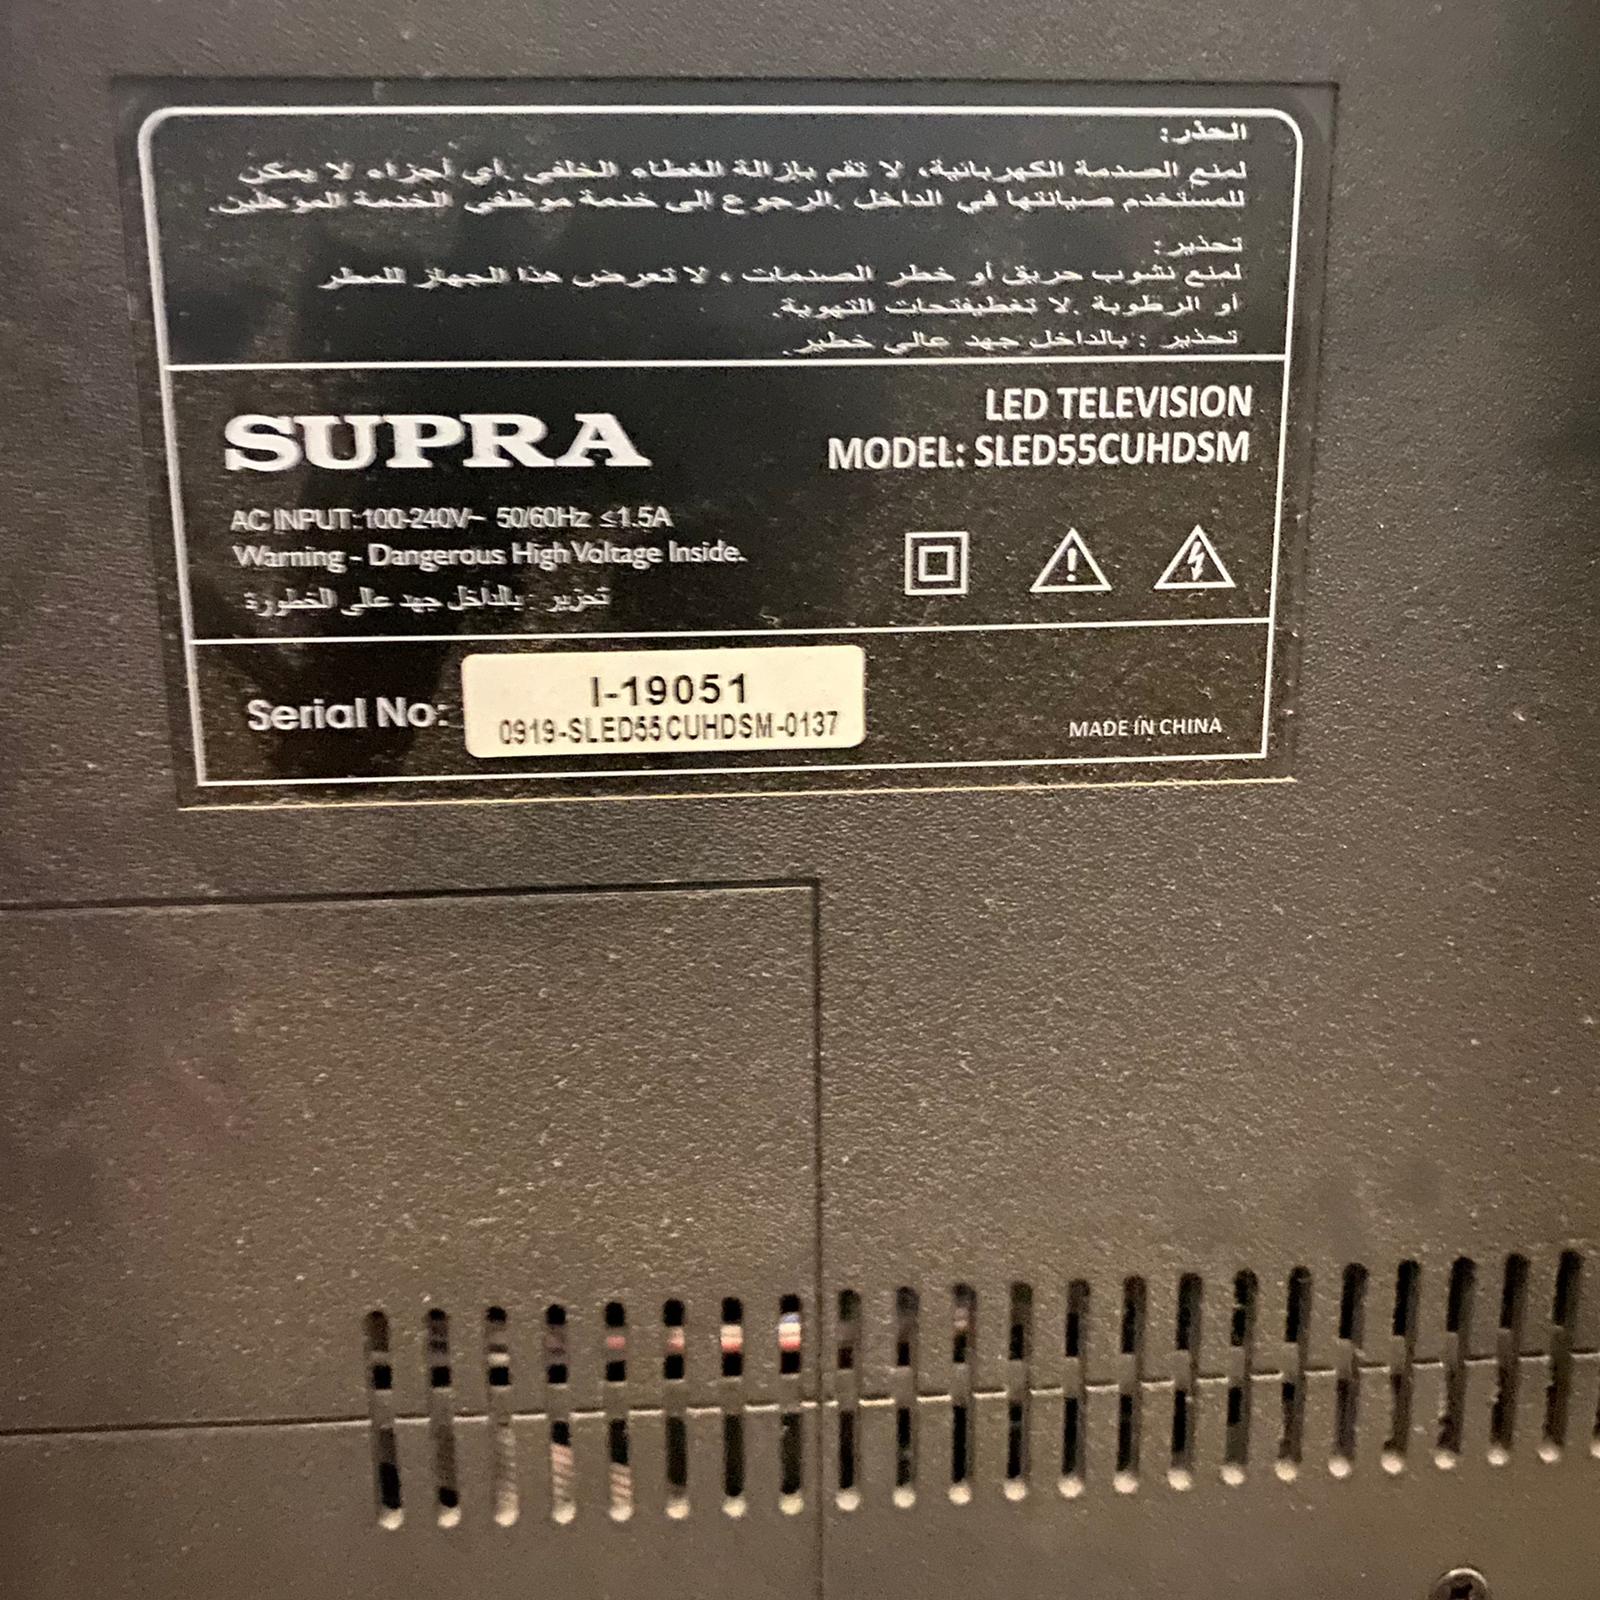 الحذر:
لمنع الصدمة الكهربائية، لا تقم بإزالة الغطاء الخلفي .أي أجزاء لا يمكن
للمستخدم صيانتها في الداخل .الرجوع إلى خدمة موظفي الخدمة المؤهلين.
تحذير:
لمنع نشوب حريق أو خطر الصدمات ، لا تعرض هذا الجهاز للمطر
أو الرطوبة .لا تغطيفتحات التهوية.
تحذير : بالداخل جهد عالي خطير.
SUPRA
LED TELEVISION
MODEL: SLED55CUHDSM
AC INPUT: 100-240V~ 50/60Hz ≤1.5A
Warning - Dangerous High Voltage Inside.
تحزير : بالداخل جهد عالى الخطورة
Serial No:
I-19051
0919-SLED55CUHDSM-0137
MADE IN CHINA